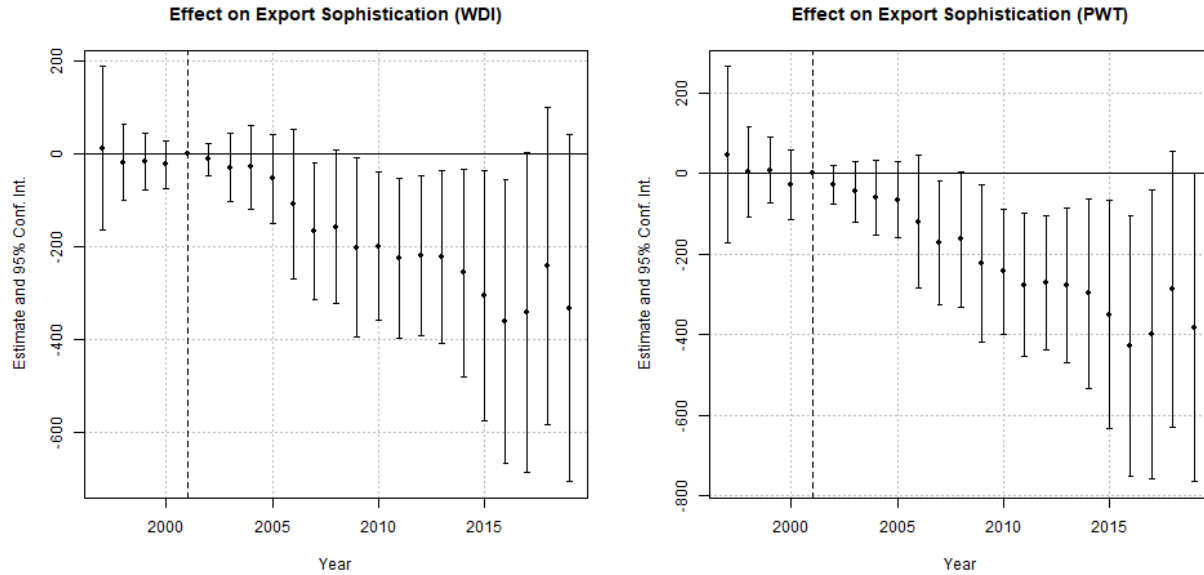 Effect on Export Sophistication (WDI)
Estimate and 95% Conf. Int.
200
0
-200
-400
-600
2000 2005 2010 2015
Year
Effect on Export Sophistication (PWT)
Estimate and 95% Conf. Int.
200
0
-200
-400
-600
-800
2000 2005 2010 2015
Year